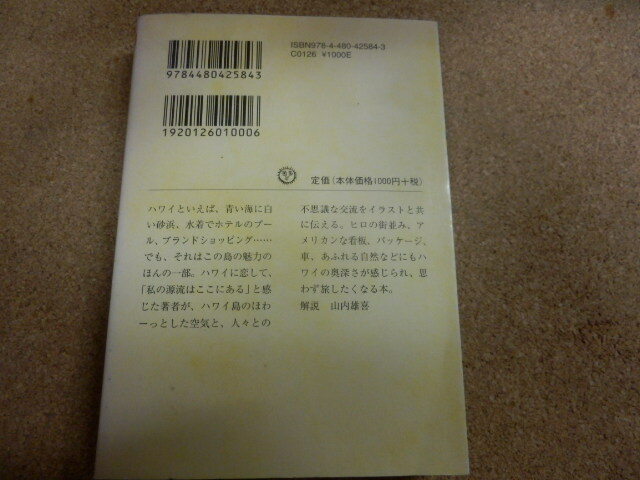 ISBN978-4-480-42584-3
C0126 ¥1000E
9784480425843
1920126010006
定価(本体価格1000円+税)
ハワイといえば、青い海に白
い砂浜、水着でホテルのプー
ル、ブランドショッピング……
でも、それはこの島の魅力の
ほんの一部。ハワイに恋して、
「私の源流はここにある」と感
じた著者が、ハワイ島のほわ
ーっとした空気と、人々との
不思議な交流をイラストと共
に伝える。ヒロの街並み、ア
メリカンな看板、パッケージ、
車、あふれる自然などにもハ
ワイの奥深さが感じられ、思
わず旅したくなる本。
解説 山内雄喜